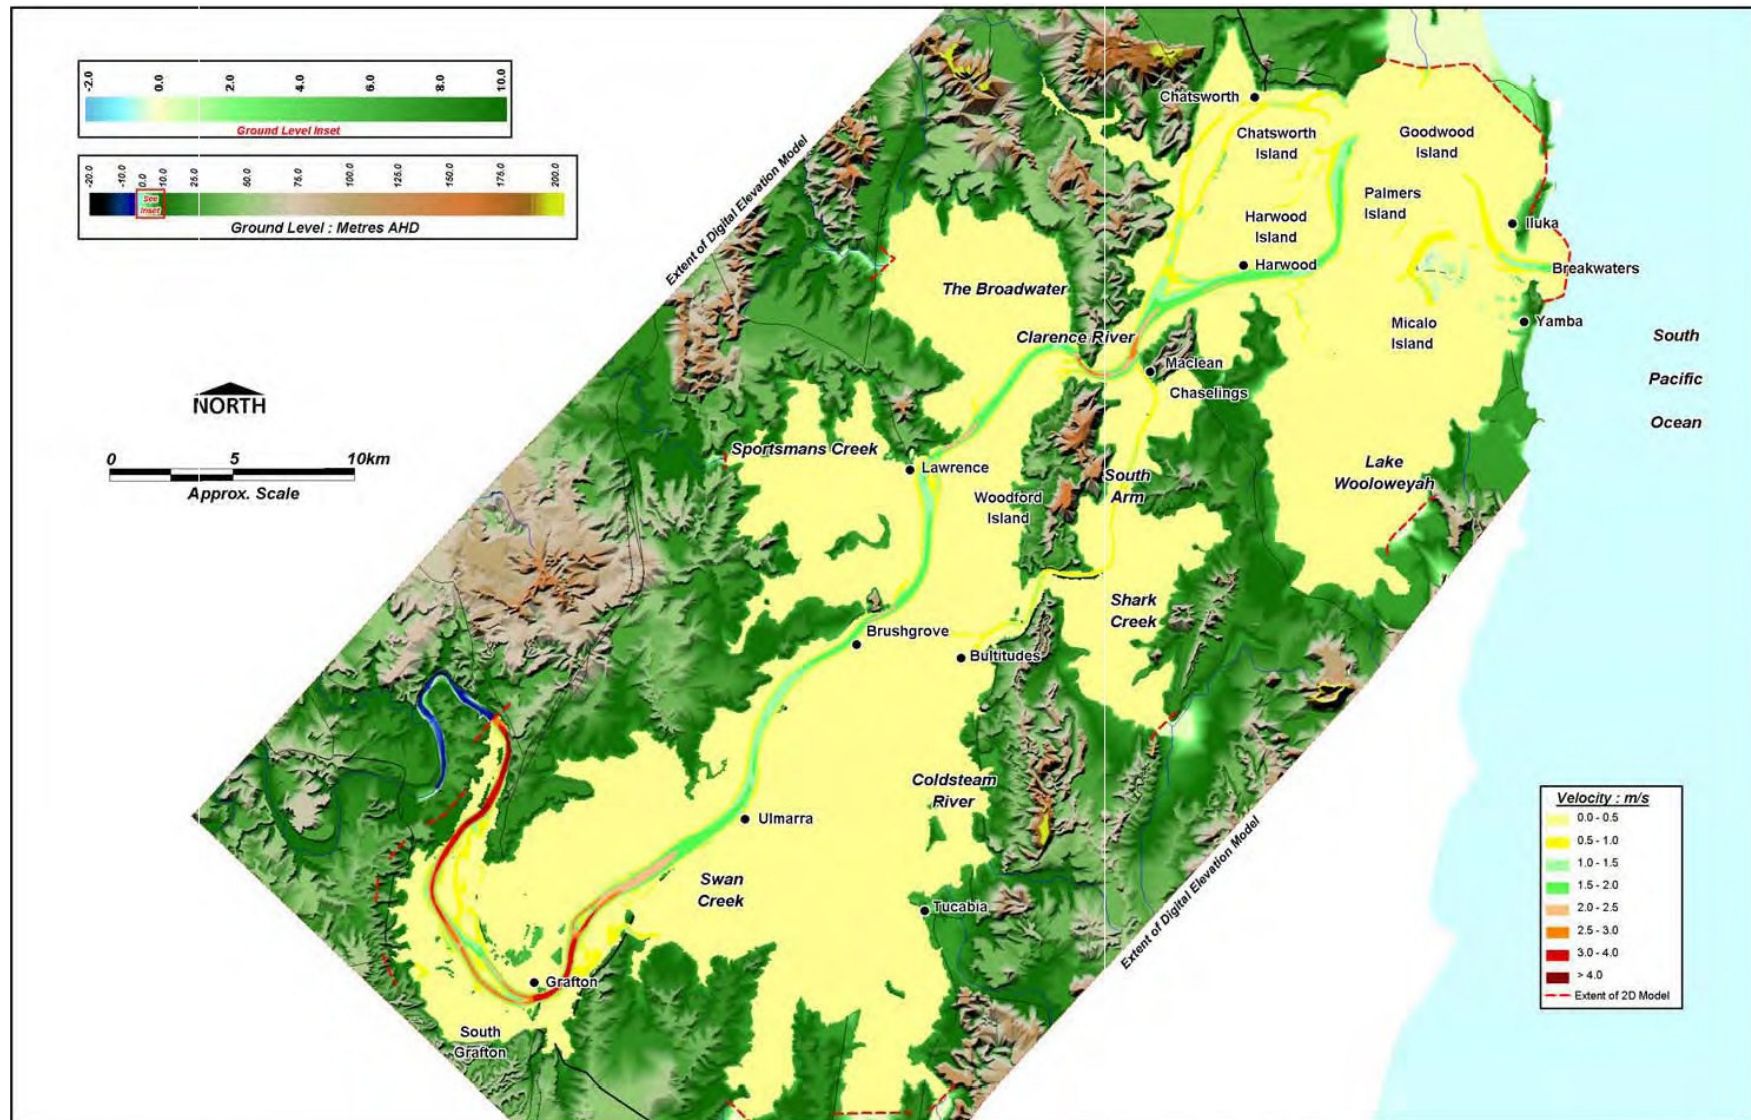 -2.0
0.0
2.0
4.0
6.0
8.0
10.0
Ground Level Inset
-20.0
-10.0
0.0
10.0
25.0
50.0
75.0
100.0
125.0
150.0
175.0
200.0
See
Inset
Ground Level : Metres AHD
Extent of Digital Elevation Model
NORTH
0
5
10km
Approx. Scale
Chatsworth
Chatsworth
Island
Goodwood
Island
Palmers
Island
Harwood
Island
Iluka
Harwood
Breakwaters
The Broadwater
Clarence River
Micalo
Island
Yamba
South
Pacific
Ocean
Maclean
Chaselings
Sportsmans Creek
Lawrence
Woodford
Island
South
Arm
Lake
Wooloweyah
Shark
Creek
Brushgrove
Bultitudes
Coldsteam
River
Ulmarra
Swan
Creek
Tucabia
Grafton
South
Grafton
Extent of Digital Elevation Model
Velocity : m/s
0.0 - 0.5
0.5 - 1.0
1.0 - 1.5
1.5 - 2.0
2.0 - 2.5
2.5 - 3.0
3.0 - 4.0
> 4.0
Extent of 2D Model